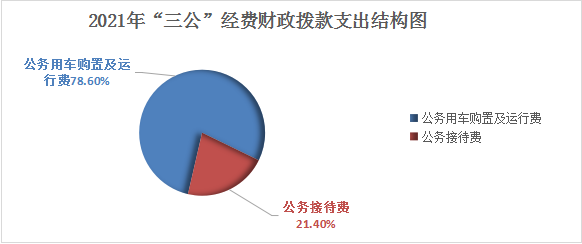 2021年“三公”经费财政拨款支出结构图
公务用车购置及运
行费78.60%
公务用车购置及运行费
公务接待费
公务接待费
21.40%